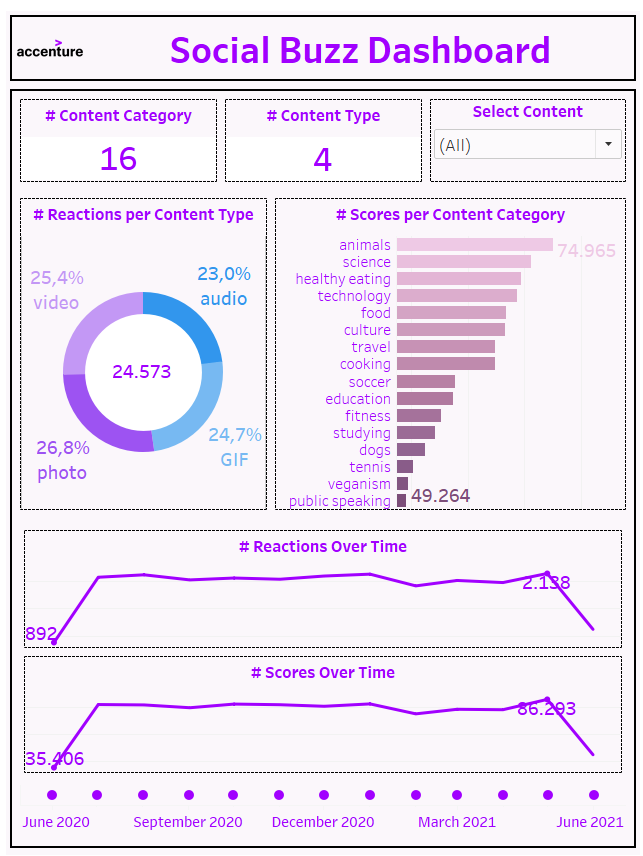 accenture
Social Buzz Dashboard
# Content Category
16
# Content Type
4
Select Content
(All)
# Reactions per Content Type
25,4%
video
23,0%
audio
24.573
26,8%
photo
24,7%
GIF
# Scores per Content Category
animals
74.965
science
healthy eating
technology
food
culture
travel
cooking
soccer
education
fitness
studying
dogs
tennis
veganism
public speaking
49.264
# Reactions Over Time
892
2.138
# Scores Over Time
35.406
86.293
June 2020
September 2020
December 2020
March 2021
June 2021